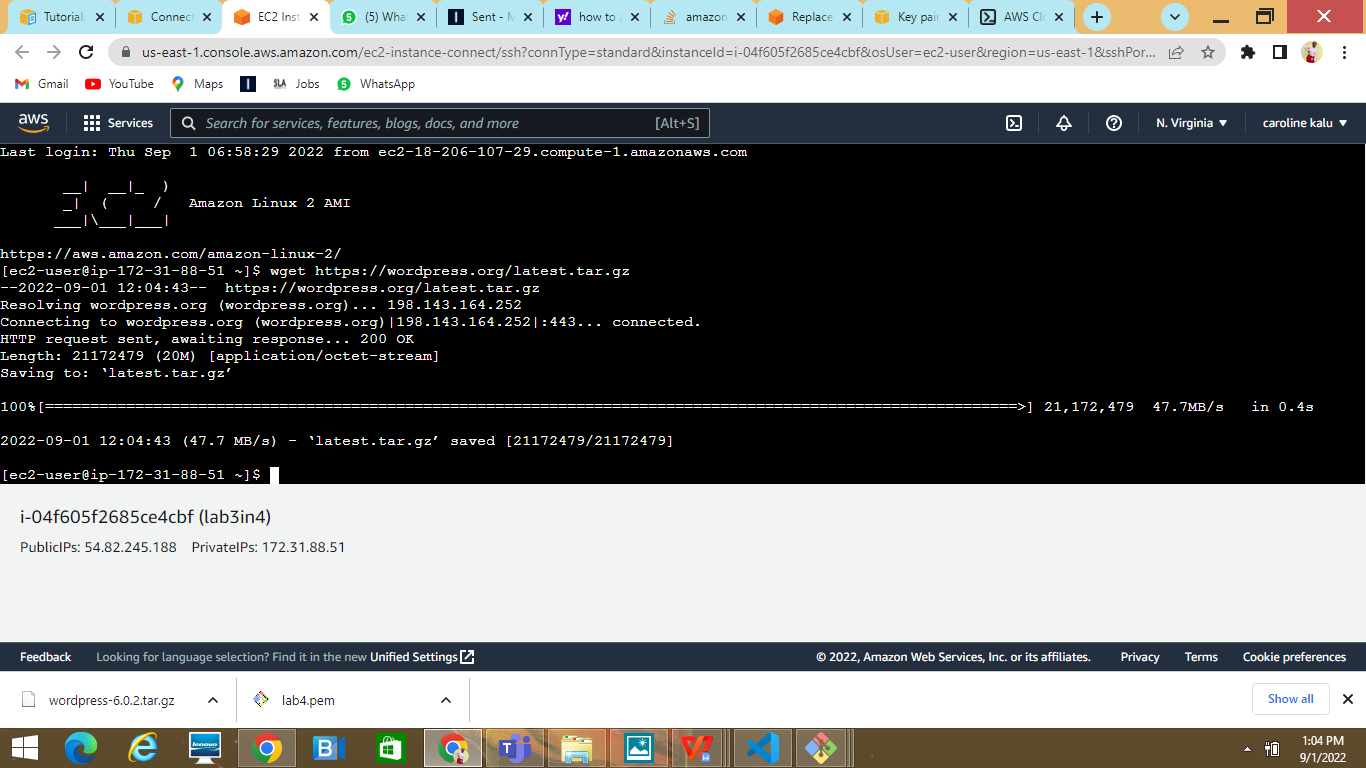 Tutorial:
Connect
EC2 Inst
(5) Wha
Sent - M
how to a
amazon
Replace
Key pair
AWS Clo
us-east-1.console.aws.amazon.com/ec2-instance-connect/ssh?connType=standard&instanceId=i-04f605f2685ce4cbf&osUser=ec2-user&region=us-east-1&sshPor...
Gmail YouTube Maps SLA Jobs WhatsApp
aws Services Search for services, features, blogs, docs, and more [Alt+S] N. Virginia caroline kalu
Last login: Thu Sep  1 06:58:29 2022 from ec2-18-206-107-29.compute-1.amazonaws.com
       __|  __|_  )
       _|  (     /   Amazon Linux 2 AMI
      ___|\___|___|
https://aws.amazon.com/amazon-linux-2/
[ec2-user@ip-172-31-88-51 ~]$ wget https://wordpress.org/latest.tar.gz
--2022-09-01 12:04:43--  https://wordpress.org/latest.tar.gz
Resolving wordpress.org (wordpress.org)... 198.143.164.252
Connecting to wordpress.org (wordpress.org)|198.143.164.252|:443... connected.
HTTP request sent, awaiting response... 200 OK
Length: 21172479 (20M) [application/octet-stream]
Saving to: ‘latest.tar.gz’
100%[============================================================================================================>] 21,172,479  47.7MB/s   in 0.4s
2022-09-01 12:04:43 (47.7 MB/s) - ‘latest.tar.gz’ saved [21172479/21172479]
[ec2-user@ip-172-31-88-51 ~]$
i-04f605f2685ce4cbf (lab3in4)
PublicIPs: 54.82.245.188 PrivateIPs: 172.31.88.51
Feedback Looking for language selection? Find it in the new Unified Settings © 2022, Amazon Web Services, Inc. or its affiliates. Privacy Terms Cookie preferences
wordpress-6.0.2.tar.gz lab4.pem Show all
lenovo
1:04 PM
9/1/2022